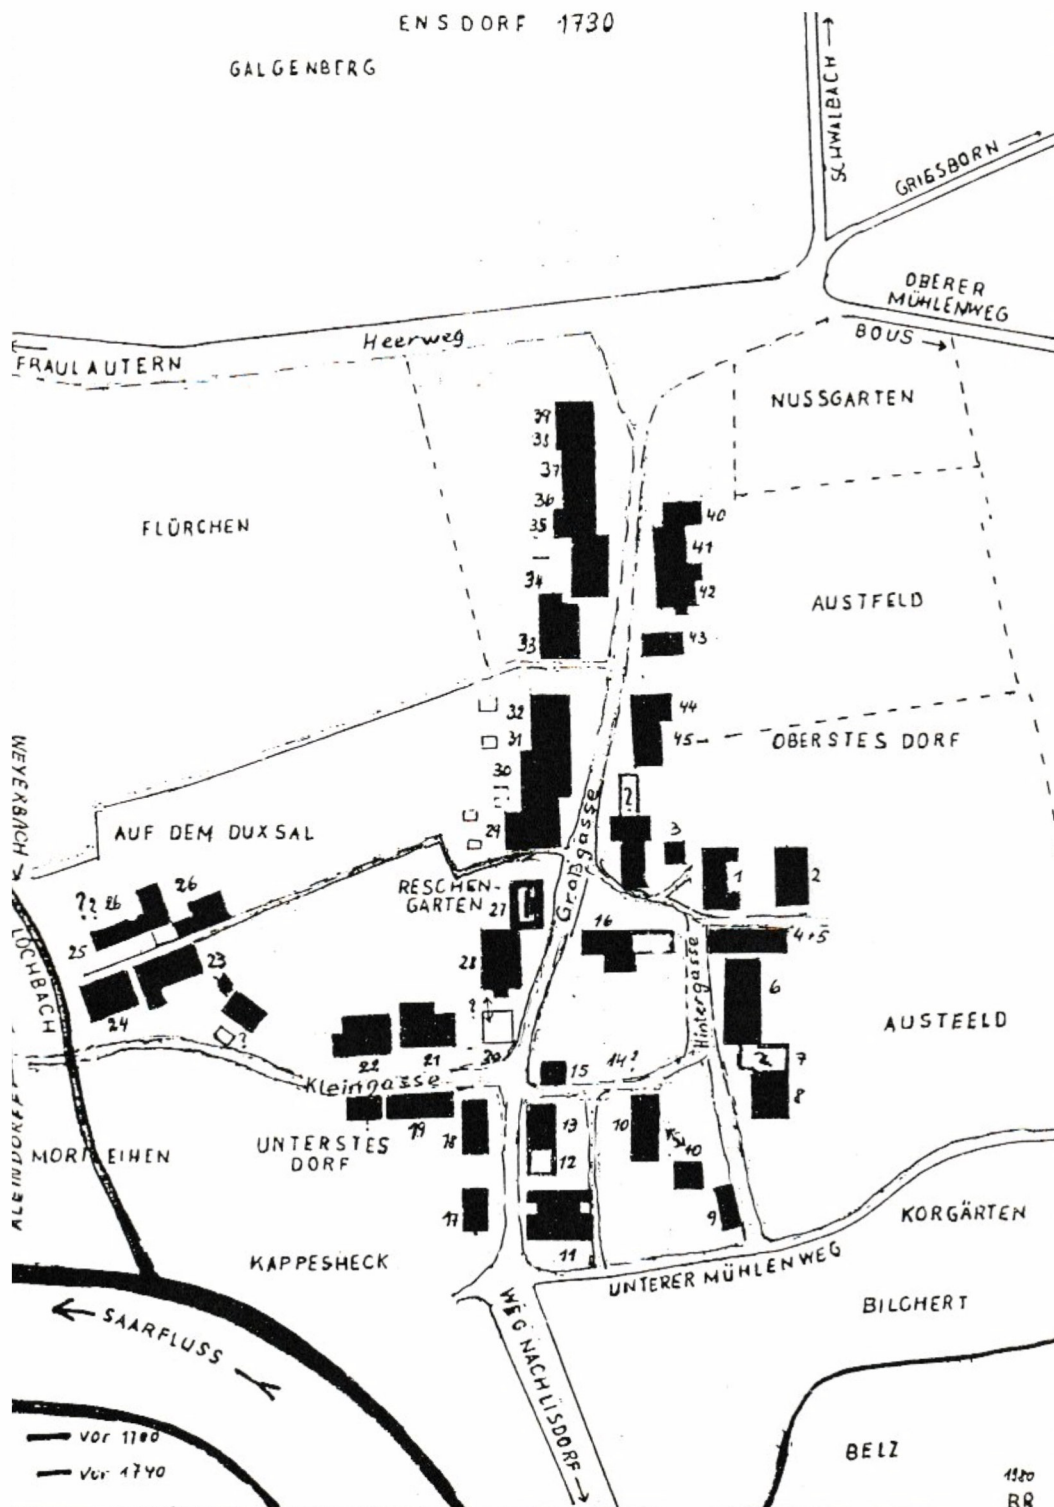 ENSDORF 1730
GALGENBERG
SCHWALBACH
GRIESBORN
OBERER
MÜHLENWEG
BOUS
Heerweg
FRAULAUTERN
NUSSGARTEN
39
38
37
36
35
34
33
40
41
42
43
FLÜRCHEN
AUSTFELD
32
31
30
29
44
45
OBERSTES DORF
?
Großgasse
WEYERBACH
AUF DEM DUXSAL
3
1
2
RESCHEN-
GARTEN
27
??
26
26
25
23
24
LOCHBACH
28
?
20
16
4+5
6
Hintergasse
7
8
AUSTEELD
?
22
21
Kleingasse
15
14?
19
18
13
12
10
10
9
UNTERSTES
DORF
17
11
KAPPESHECK
KORGÄRTEN
UNTERER MÜHLENWEG
BILCHERT
SAARFLUSS
WEG NACH LISDORF
BELZ
vor 1700
vor 1740
1980
BR